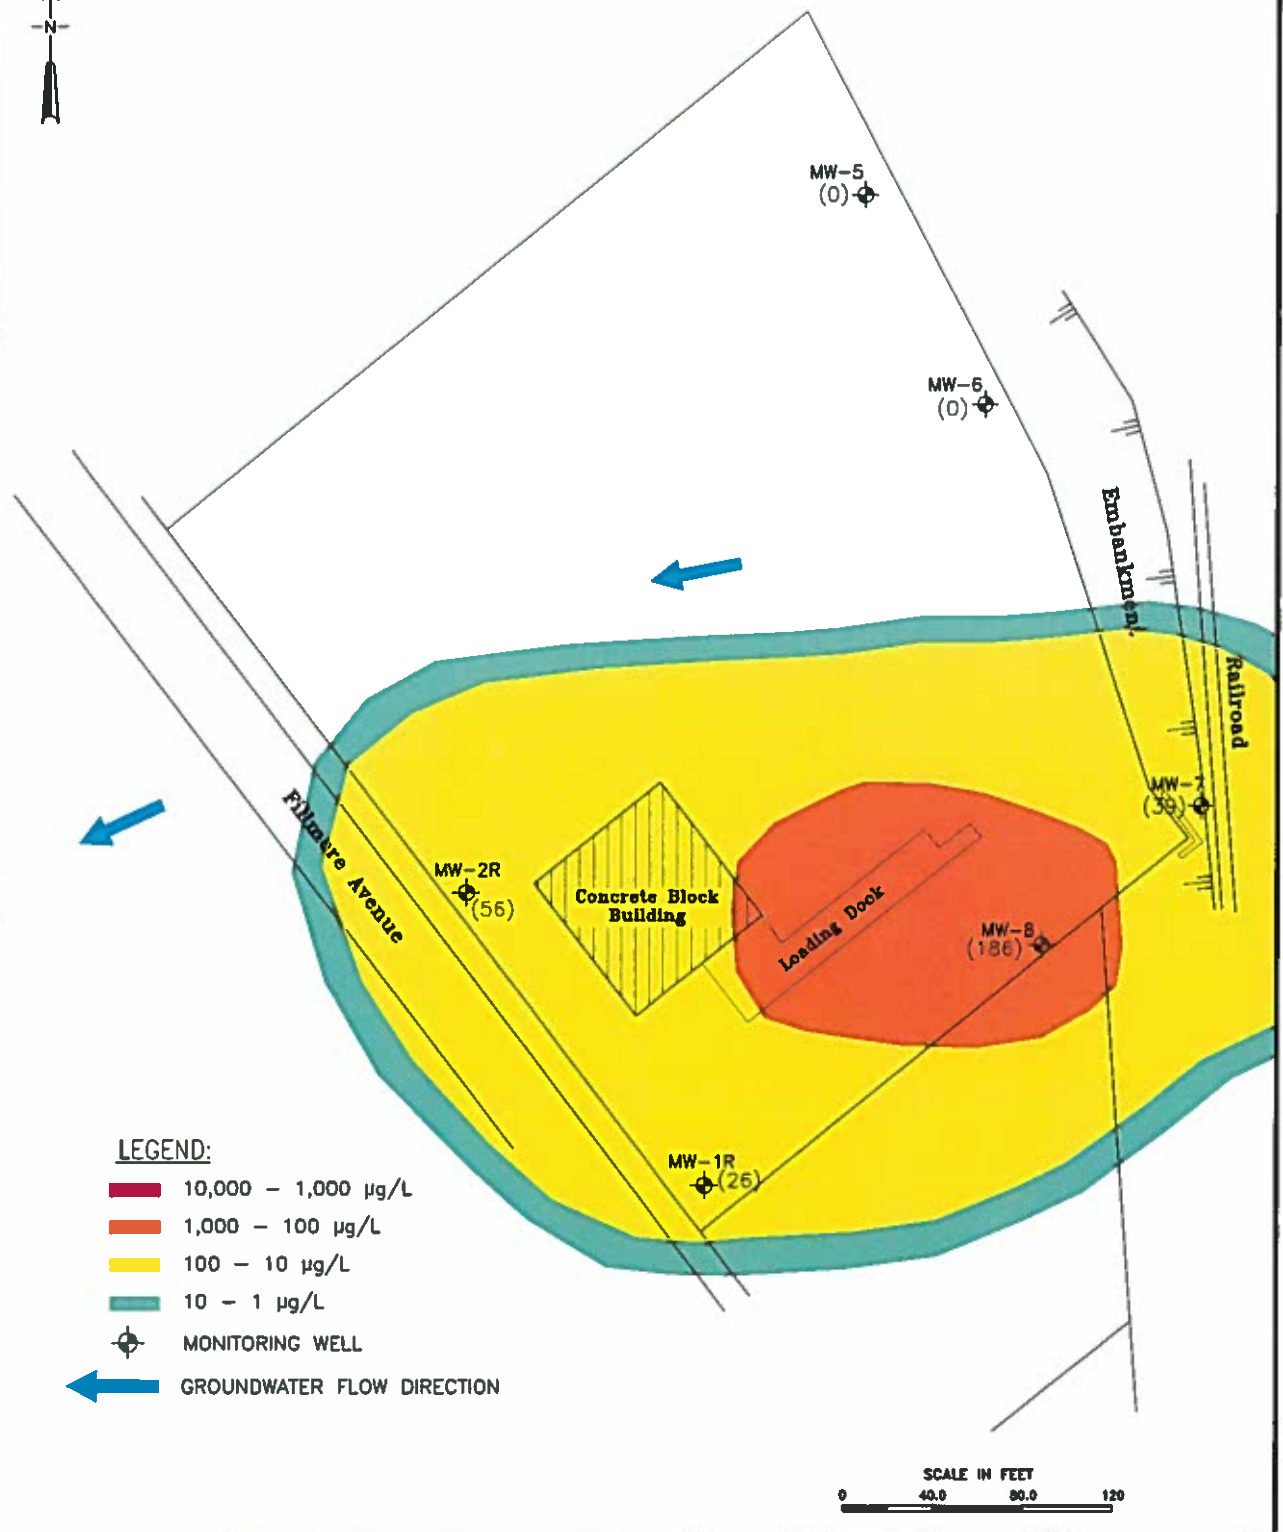 -N-
MW-5
(0)
MW-6
(0)
Embankment
Railroad
MW-7
(39)
Fillmore Avenue
MW-2R
(56)
Concrete Block
Building
Loading Dock
MW-8
(186)
MW-1R
(26)
LEGEND:
10,000 - 1,000 µg/L
1,000 - 100 µg/L
100 - 10 µg/L
10 - 1 µg/L
MONITORING WELL
GROUNDWATER FLOW DIRECTION
SCALE IN FEET
0 40.0 80.0 120